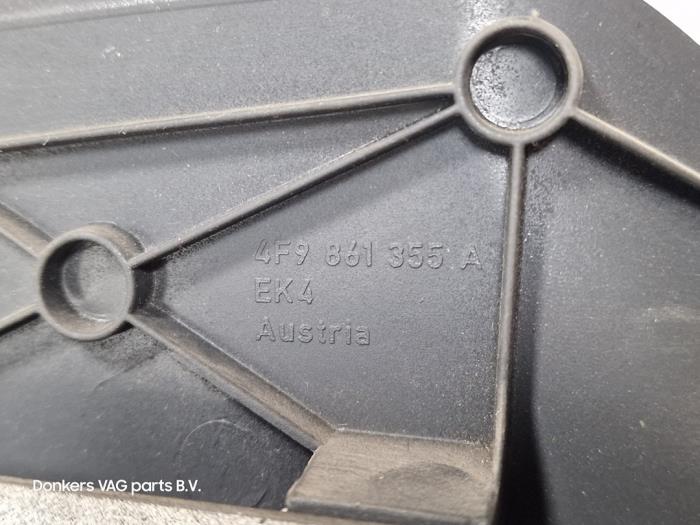 4F9 861 355 A
EK4
Austria
Donkers VAG parts B.V.